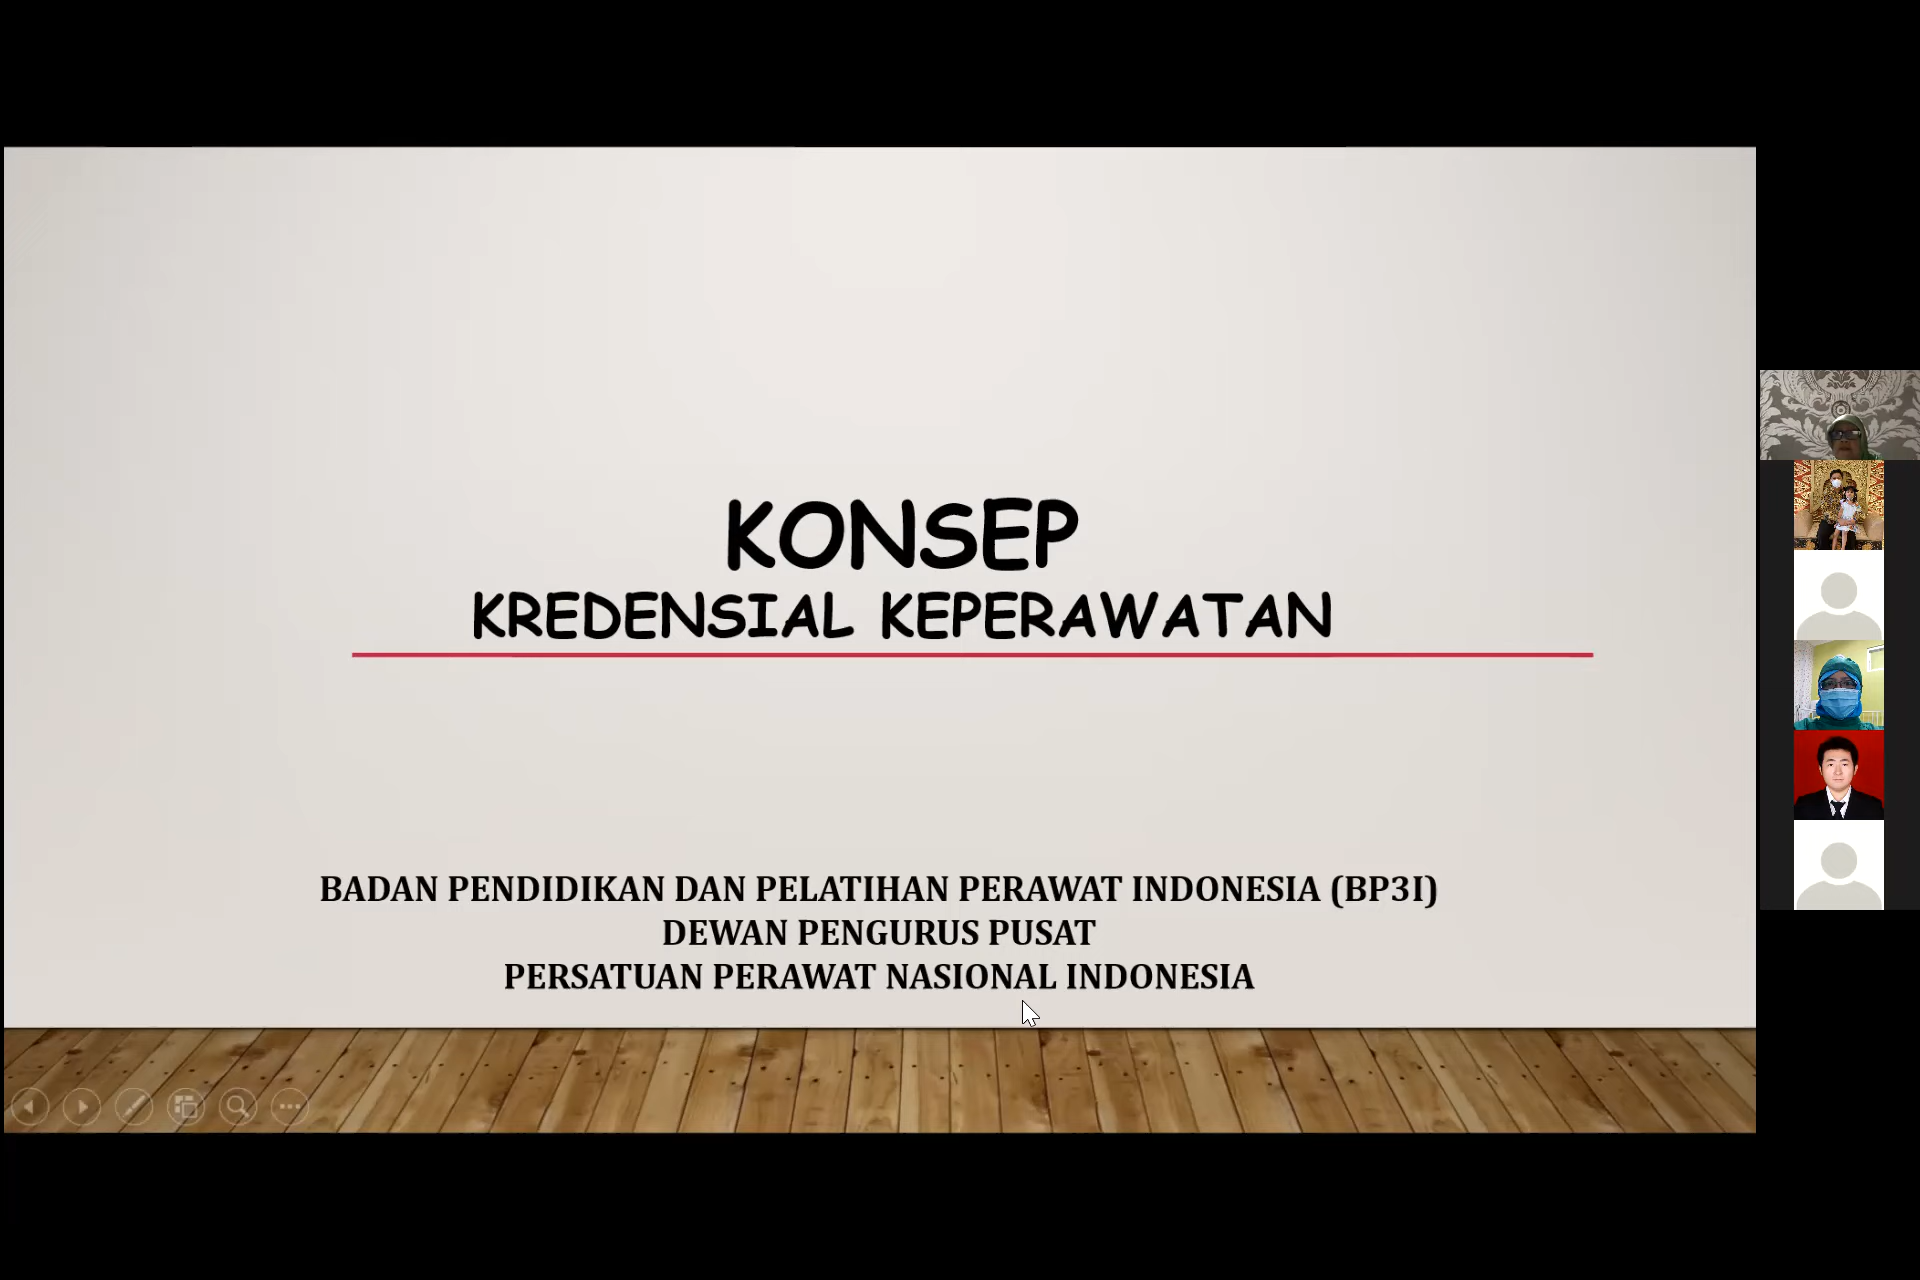 KONSEP
KREDENSIAL KEPERAWATAN
BADAN PENDIDIKAN DAN PELATIHAN PERAWAT INDONESIA (BP3I)
DEWAN PENGURUS PUSAT
PERSATUAN PERAWAT NASIONAL INDONESIA